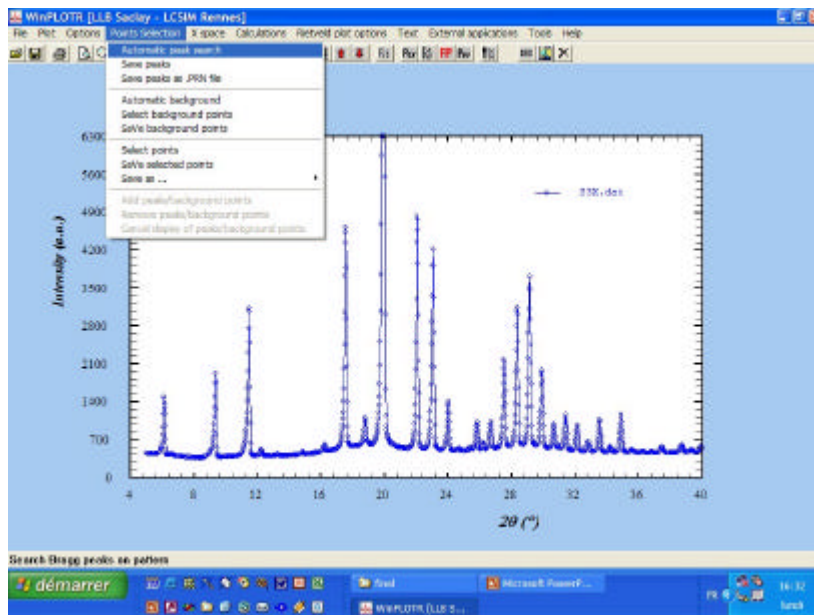 WinPLOTR [LLB Saclay - LCSIM Rennes]
File Plot Options Points Selection X space Calculations Rietveld plot options Text External applications Tools Help
Automatic peak search
Save peaks
Save peaks as .PRN file
Automatic background
Select background points
SaVe background points
Select points
SaVe selected points
Save as ...
Add peaks/background points
Remove peaks/background points
Cancel display of peaks/background points
6300
5600
4900
4200
3500
2800
2100
1400
700
0
Intensity (a.u.)
4 8 12 16 20 24 28 32 36 40
2θ (°)
Search Bragg peaks on pattern
démarrer
final
Microsoft PowerP...
WinPLOTR [LLB S...
FR
16:32
lundi